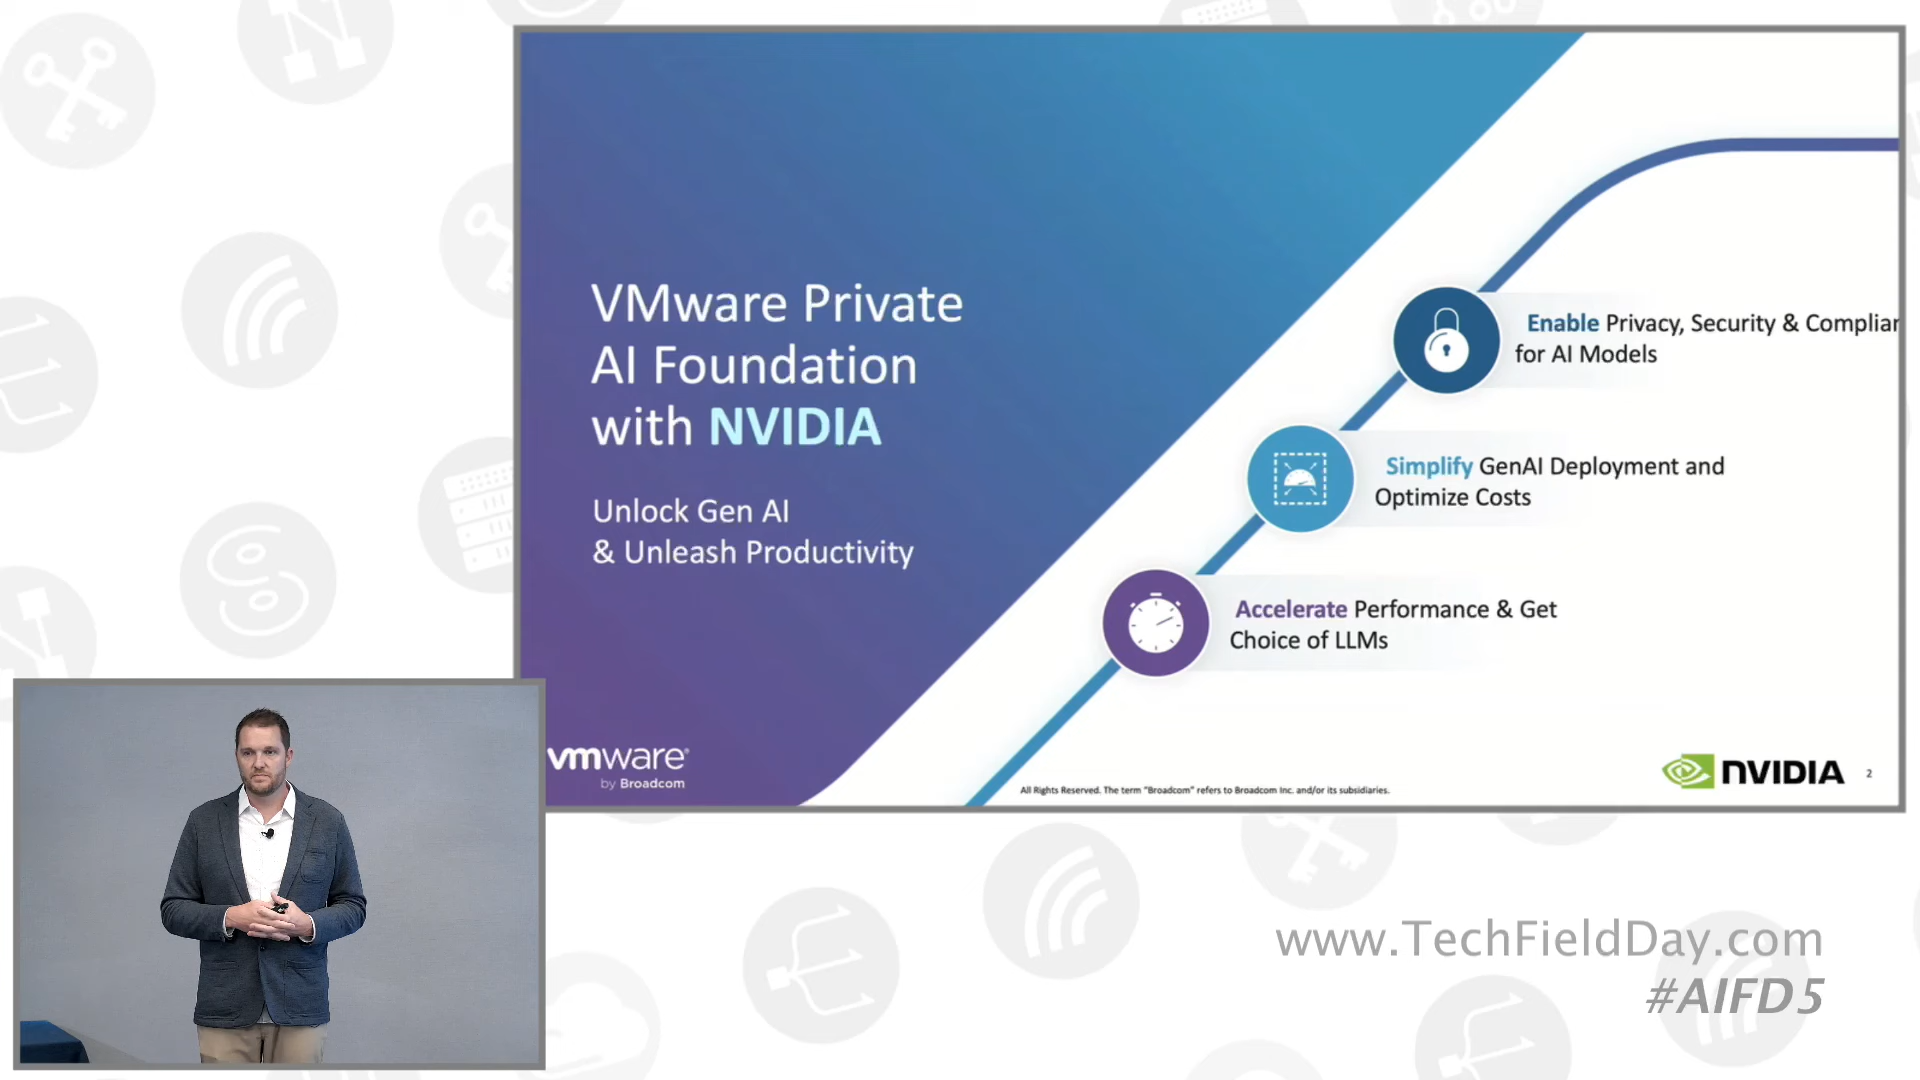 VMware Private
AI Foundation
with NVIDIA
Unlock Gen AI
& Unleash Productivity
Enable Privacy, Security & Complian
for AI Models
Simplify GenAI Deployment and
Optimize Costs
Accelerate Performance & Get
Choice of LLMs
vmware®
by Broadcom
All Rights Reserved. The term "Broadcom" refers to Broadcom Inc. and/or its subsidiaries.
NVIDIA
2
www.TechFieldDay.com
#AIFD5